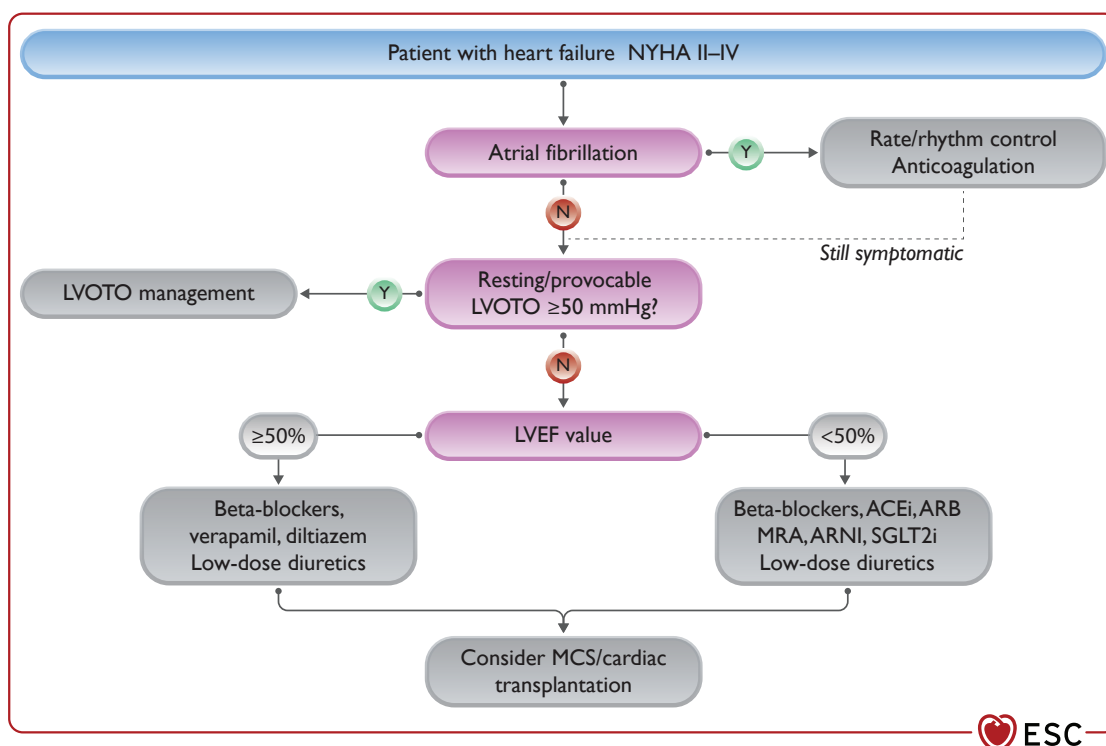 Patient with heart failure NYHA II–IV
Atrial fibrillation
Y
Rate/rhythm control
Anticoagulation
N
Still symptomatic
LVOTO management
Y
Resting/provocable
LVOTO ≥50 mmHg?
N
≥50%
LVEF value
<50%
Beta-blockers,
verapamil, diltiazem
Low-dose diuretics
Beta-blockers, ACEi, ARB
MRA, ARNI, SGLT2i
Low-dose diuretics
Consider MCS/cardiac
transplantation
ESC